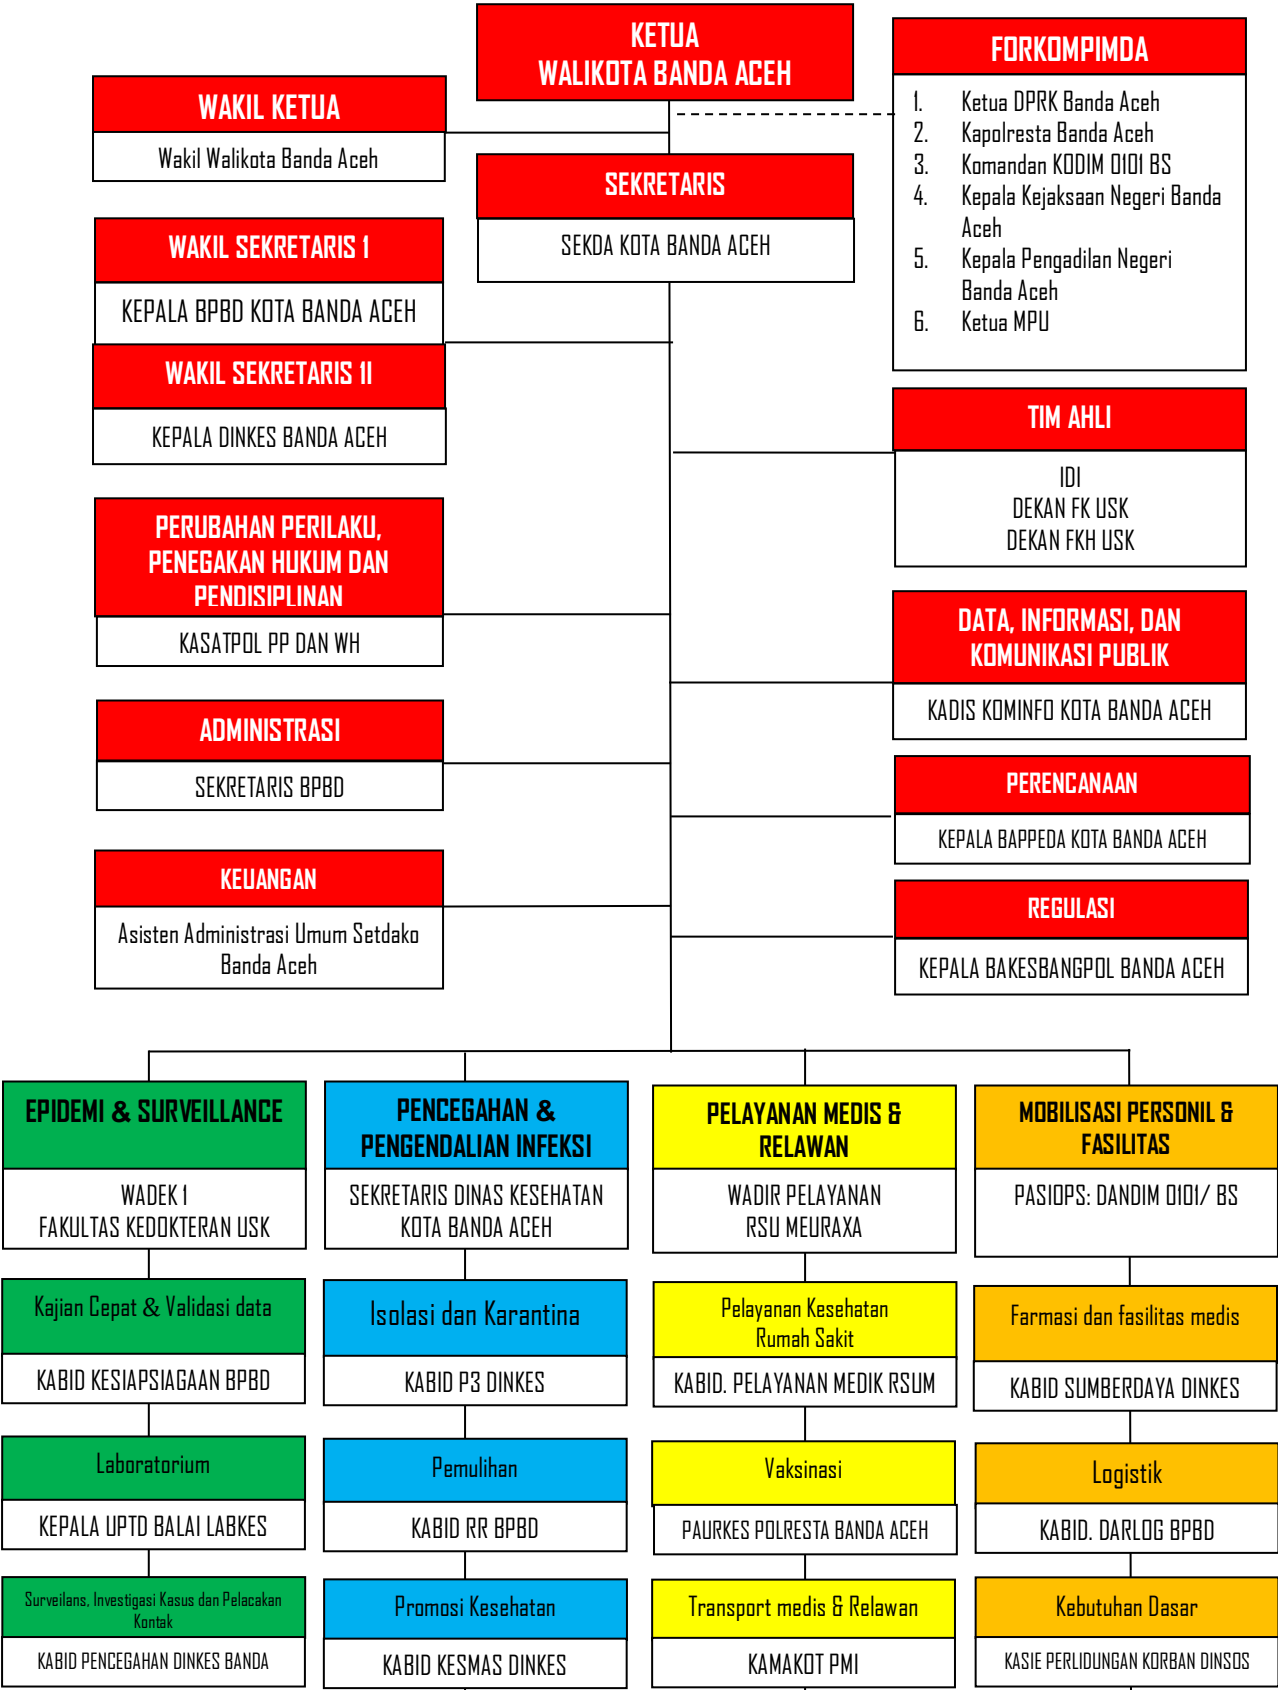 KETUA
WALIKOTA BANDA ACEH
FORKOMPIMDA
1. Ketua DPRK Banda Aceh
2. Kapolresta Banda Aceh
3. Komandan KODIM 0101 BS
4. Kepala Kejaksaan Negeri Banda
Aceh
5. Kepala Pengadilan Negeri
Banda Aceh
6. Ketua MPU
WAKIL KETUA
Wakil Walikota Banda Aceh
SEKRETARIS
SEKDA KOTA BANDA ACEH
WAKIL SEKRETARIS 1
KEPALA BPBD KOTA BANDA ACEH
WAKIL SEKRETARIS 1I
KEPALA DINKES BANDA ACEH
TIM AHLI
IDI
DEKAN FK USK
DEKAN FKH USK
PERUBAHAN PERILAKU,
PENEGAKAN HUKUM DAN
PENDISIPLINAN
KASATPOL PP DAN WH
DATA, INFORMASI, DAN
KOMUNIKASI PUBLIK
KADIS KOMINFO KOTA BANDA ACEH
ADMINISTRASI
SEKRETARIS BPBD
PERENCANAAN
KEPALA BAPPEDA KOTA BANDA ACEH
KEUANGAN
Asisten Administrasi Umum Setdako
Banda Aceh
REGULASI
KEPALA BAKESBANGPOL BANDA ACEH
EPIDEMI & SURVEILLANCE
WADEK 1
FAKULTAS KEDOKTERAN USK
Kajian Cepat & Validasi data
KABID KESIAPSIAGAAN BPBD
Laboratorium
KEPALA UPTD BALAI LABKES
Surveilans, Investigasi Kasus dan Pelacakan
Kontak
KABID PENCEGAHAN DINKES BANDA
PENCEGAHAN &
PENGENDALIAN INFEKSI
SEKRETARIS DINAS KESEHATAN
KOTA BANDA ACEH
Isolasi dan Karantina
KABID P3 DINKES
Pemulihan
KABID RR BPBD
Promosi Kesehatan
KABID KESMAS DINKES
PELAYANAN MEDIS &
RELAWAN
WADIR PELAYANAN
RSU MEURAXA
Pelayanan Kesehatan
Rumah Sakit
KABID. PELAYANAN MEDIK RSUM
Vaksinasi
PAURKES POLRESTA BANDA ACEH
Transport medis & Relawan
KAMAKOT PMI
MOBILISASI PERSONIL &
FASILITAS
PASIOPS: DANDIM 0101/ BS
Farmasi dan fasilitas medis
KABID SUMBERDAYA DINKES
Logistik
KABID. DARLOG BPBD
Kebutuhan Dasar
KASIE PERLIDUNGAN KORBAN DINSOS